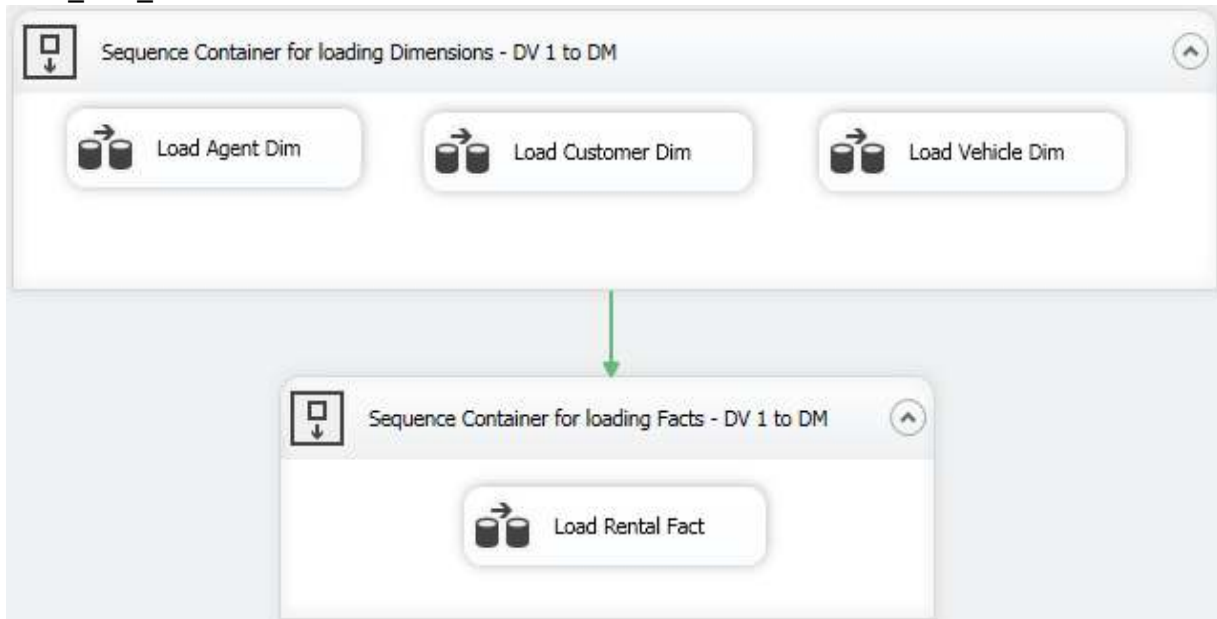 Sequence Container for loading Dimensions - DV 1 to DM
Load Agent Dim
Load Customer Dim
Load Vehicle Dim
Sequence Container for loading Facts - DV 1 to DM
Load Rental Fact